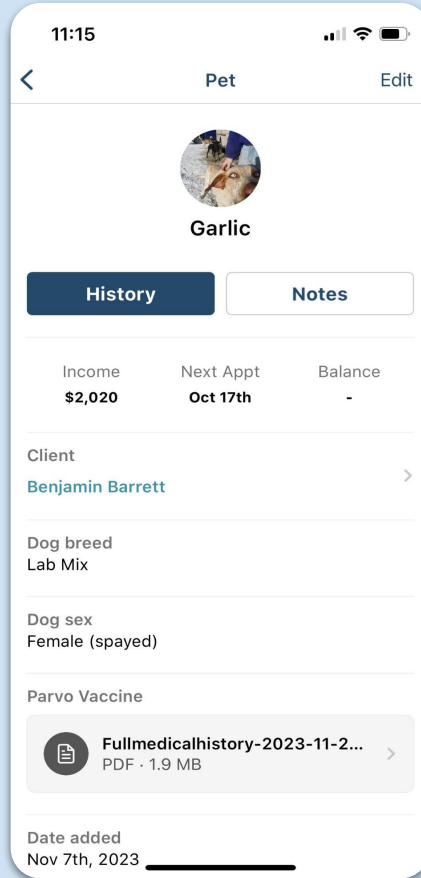 11:15
Pet
Edit
Garlic
History
Notes
Income
Next Appt
Balance
$2,020
Oct 17th
-
Client
Benjamin Barrett
Dog breed
Lab Mix
Dog sex
Female (spayed)
Parvo Vaccine
Fullmedicalhistory-2023-11-2...
PDF · 1.9 MB
Date added
Nov 7th, 2023